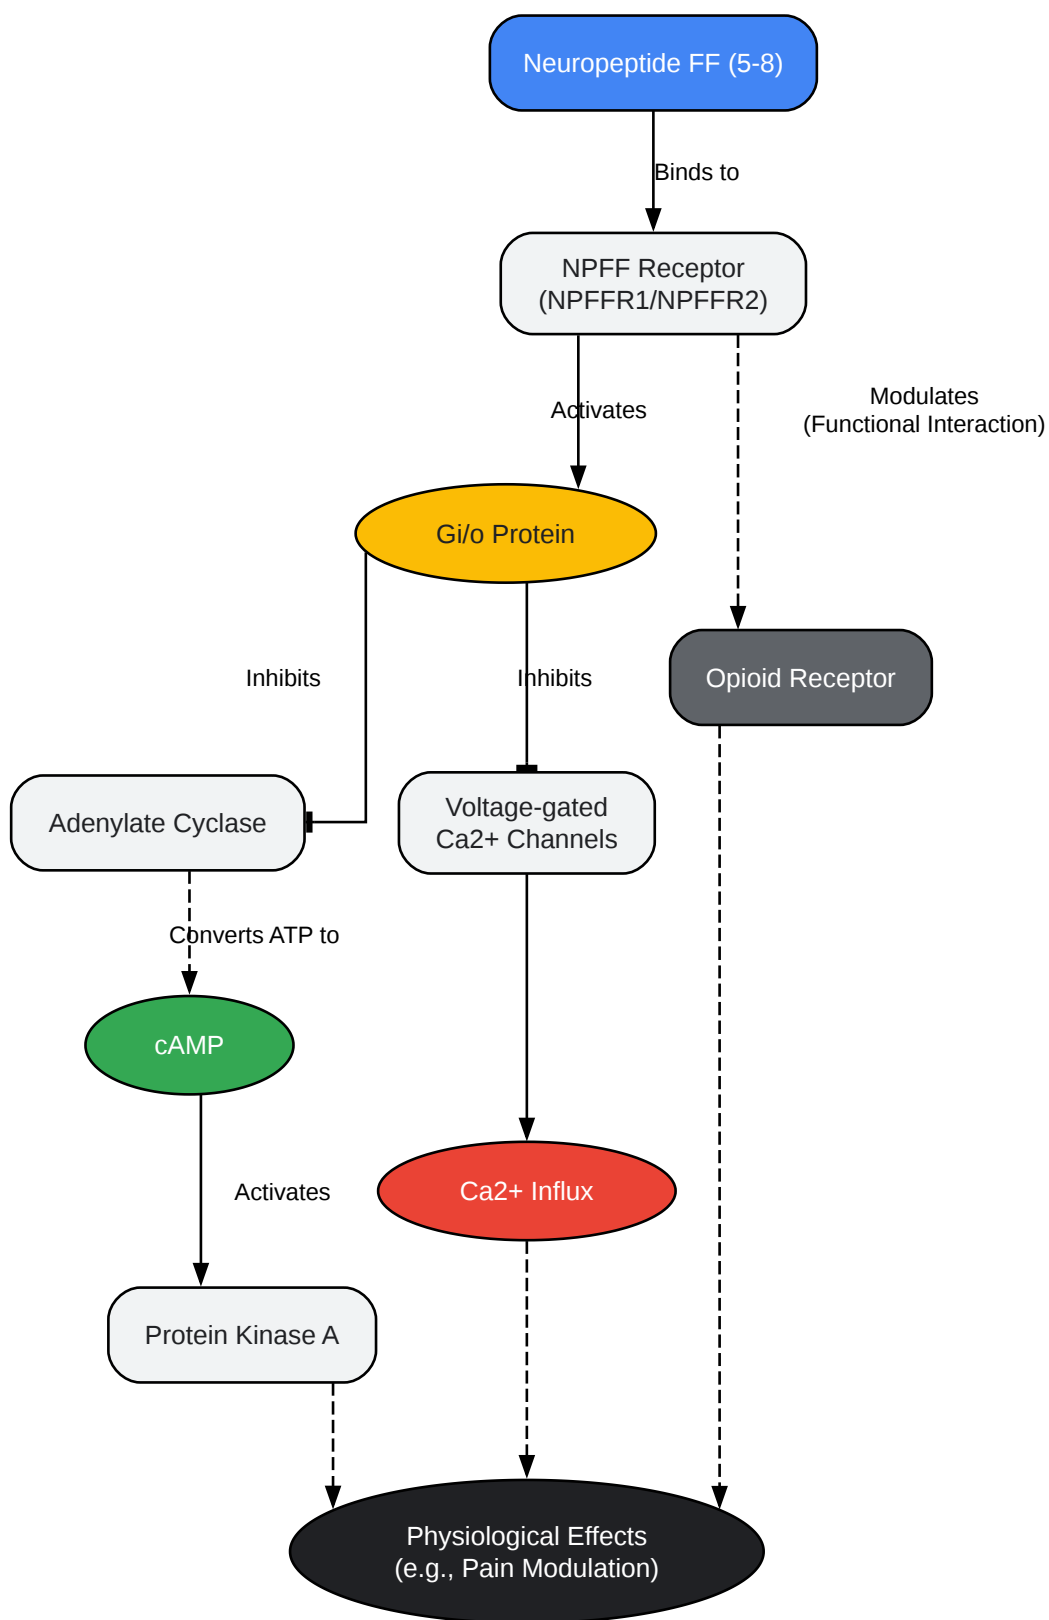 Neuropeptide FF (5-8)
Binds to
NPFF Receptor
(NPFFR1/NPFFR2)
Activates
Modulates
(Functional Interaction)
Gi/o Protein
Inhibits
Inhibits
Opioid Receptor
Adenylate Cyclase
Voltage-gated
Ca2+ Channels
Converts ATP to
cAMP
Activates
Ca2+ Influx
Protein Kinase A
Physiological Effects
(e.g., Pain Modulation)